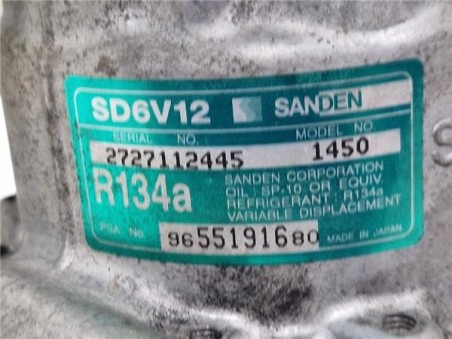 SD6V12 SANDEN
SERIAL NO. MODEL NO.
2727112445 1450
R134a
SANDEN CORPORATION
OIL : SP-10 OR EQUIV.
REFRIGERANT : R134a
VARIABLE DISPLACEMENT
PSA No. 9655191680 MADE IN JAPAN